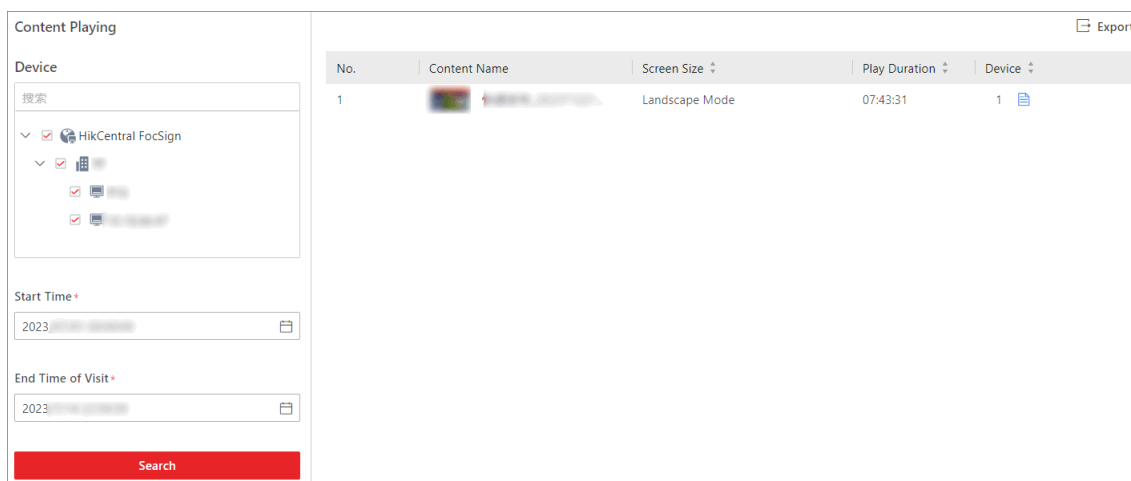 Content Playing
Export
Device
搜索
HikCentral FocSign
Start Time*
2023
End Time of Visit*
2023
Search
No. Content Name Screen Size Play Duration Device
1 Landscape Mode 07:43:31 1